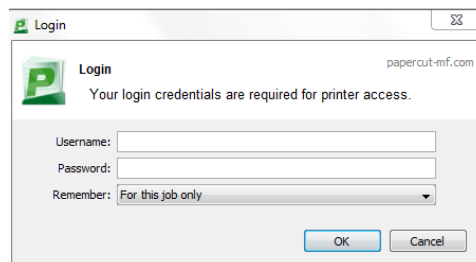 Login
papercut-mf.com
Login
Your login credentials are required for printer access.
Username:
Password:
Remember: For this job only
OK Cancel